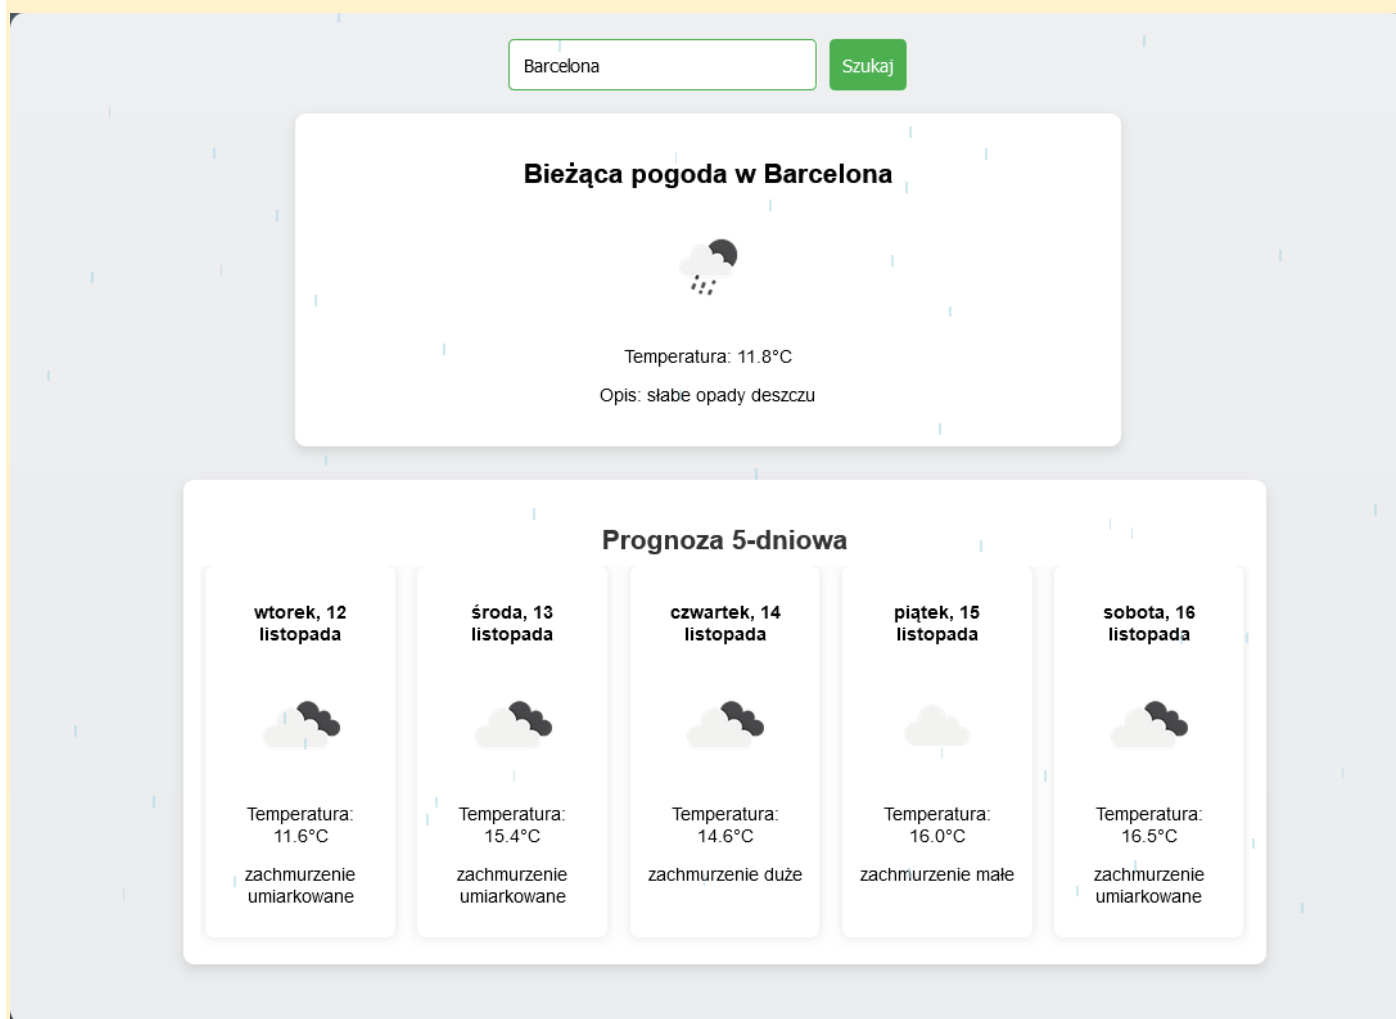 Barcelona
Szukaj
Bieżąca pogoda w Barcelona
Temperatura: 11.8°C
Opis: słabe opady deszczu
Prognoza 5-dniowa
wtorek, 12
listopada
Temperatura:
11.6°C
zachmurzenie
umiarkowane
środa, 13
listopada
Temperatura:
15.4°C
zachmurzenie
umiarkowane
czwartek, 14
listopada
Temperatura:
14.6°C
zachmurzenie duże
piątek, 15
listopada
Temperatura:
16.0°C
zachmurzenie małe
sobota, 16
listopada
Temperatura:
16.5°C
zachmurzenie
umiarkowane